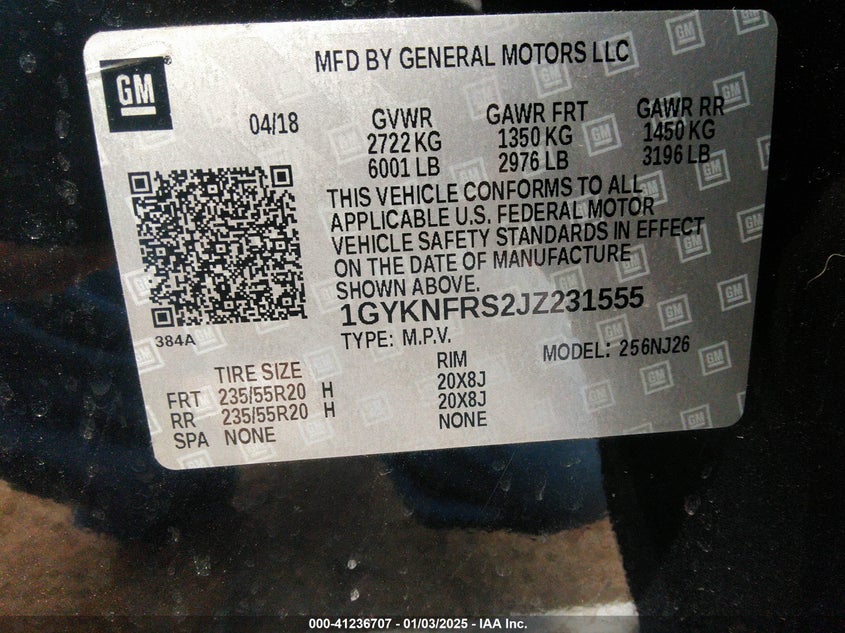 MFD BY GENERAL MOTORS LLC
GM
04/18
GVWR GAWR FRT GAWR RR
2722 KG 1350 KG 1450 KG
6001 LB 2976 LB 3196 LB
THIS VEHICLE CONFORMS TO ALL
APPLICABLE U.S. FEDERAL MOTOR
VEHICLE SAFETY STANDARDS IN EFFECT
ON THE DATE OF MANUFACTURE
SHOWN ABOVE.
1GYKNFRS2JZ231555
384A
TYPE: M.P.V. MODEL: 256NJ26
TIRE SIZE RIM
FRT 235/55R20 H 20X8J
RR 235/55R20 H 20X8J
SPA NONE NONE
000-41236707 - 01/03/2025 - IAA Inc.